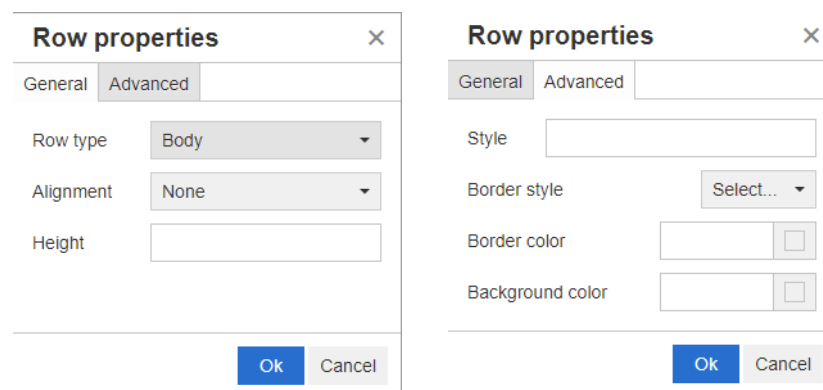 Row properties ×
General Advanced
Row type Body
Alignment None
Height
Ok Cancel
Row properties ×
General Advanced
Style
Border style Select...
Border color
Background color
Ok Cancel